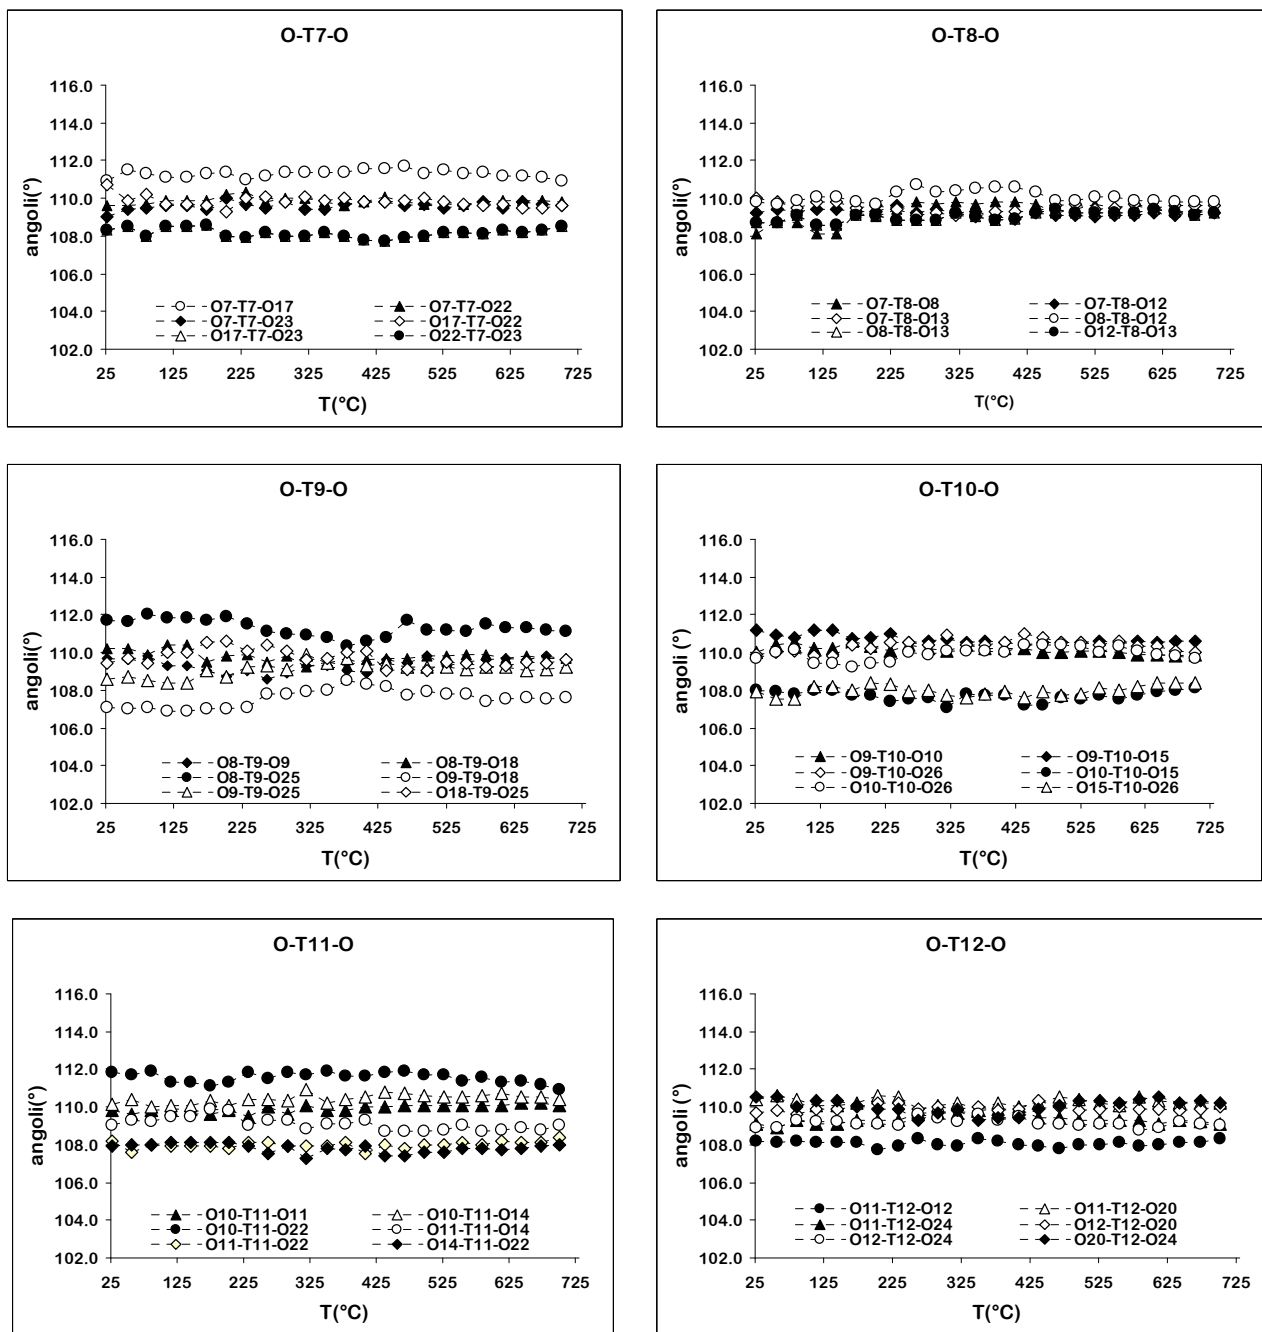 O-T7-O
116.0
114.0
112.0
110.0
108.0
106.0
104.0
102.0
angoli(°)
O7-T7-O17 O7-T7-O22
O7-T7-O23 O17-T7-O22
O17-T7-O23 O22-T7-O23
25 125 225 325 425 525 625 725
T(°C)
O-T8-O
116.0
114.0
112.0
110.0
108.0
106.0
104.0
102.0
angoli(°)
O7-T8-O8 O7-T8-O12
O7-T8-O13 O8-T8-O12
O8-T8-O13 O12-T8-O13
25 125 225 325 425 525 625 725
T(°C)
O-T9-O
116.0
114.0
112.0
110.0
108.0
106.0
104.0
102.0
angoli(°)
O8-T9-O9 O8-T9-O18
O8-T9-O25 O9-T9-O18
O9-T9-O25 O18-T9-O25
25 125 225 325 425 525 625 725
T(°C)
O-T10-O
116.0
114.0
112.0
110.0
108.0
106.0
104.0
102.0
angoli (°)
O9-T10-O10 O9-T10-O15
O9-T10-O26 O10-T10-O15
O10-T10-O26 O15-T10-O26
25 125 225 325 425 525 625 725
T(°C)
O-T11-O
116.0
114.0
112.0
110.0
108.0
106.0
104.0
102.0
angoli(°)
O10-T11-O11 O10-T11-O14
O10-T11-O22 O11-T11-O14
O11-T11-O22 O14-T11-O22
25 125 225 325 425 525 625 725
T(°C)
O-T12-O
116.0
114.0
112.0
110.0
108.0
106.0
104.0
102.0
angoli (°)
O11-T12-O12 O11-T12-O20
O11-T12-O24 O12-T12-O20
O12-T12-O24 O20-T12-O24
25 125 225 325 425 525 625 725
T(°C)